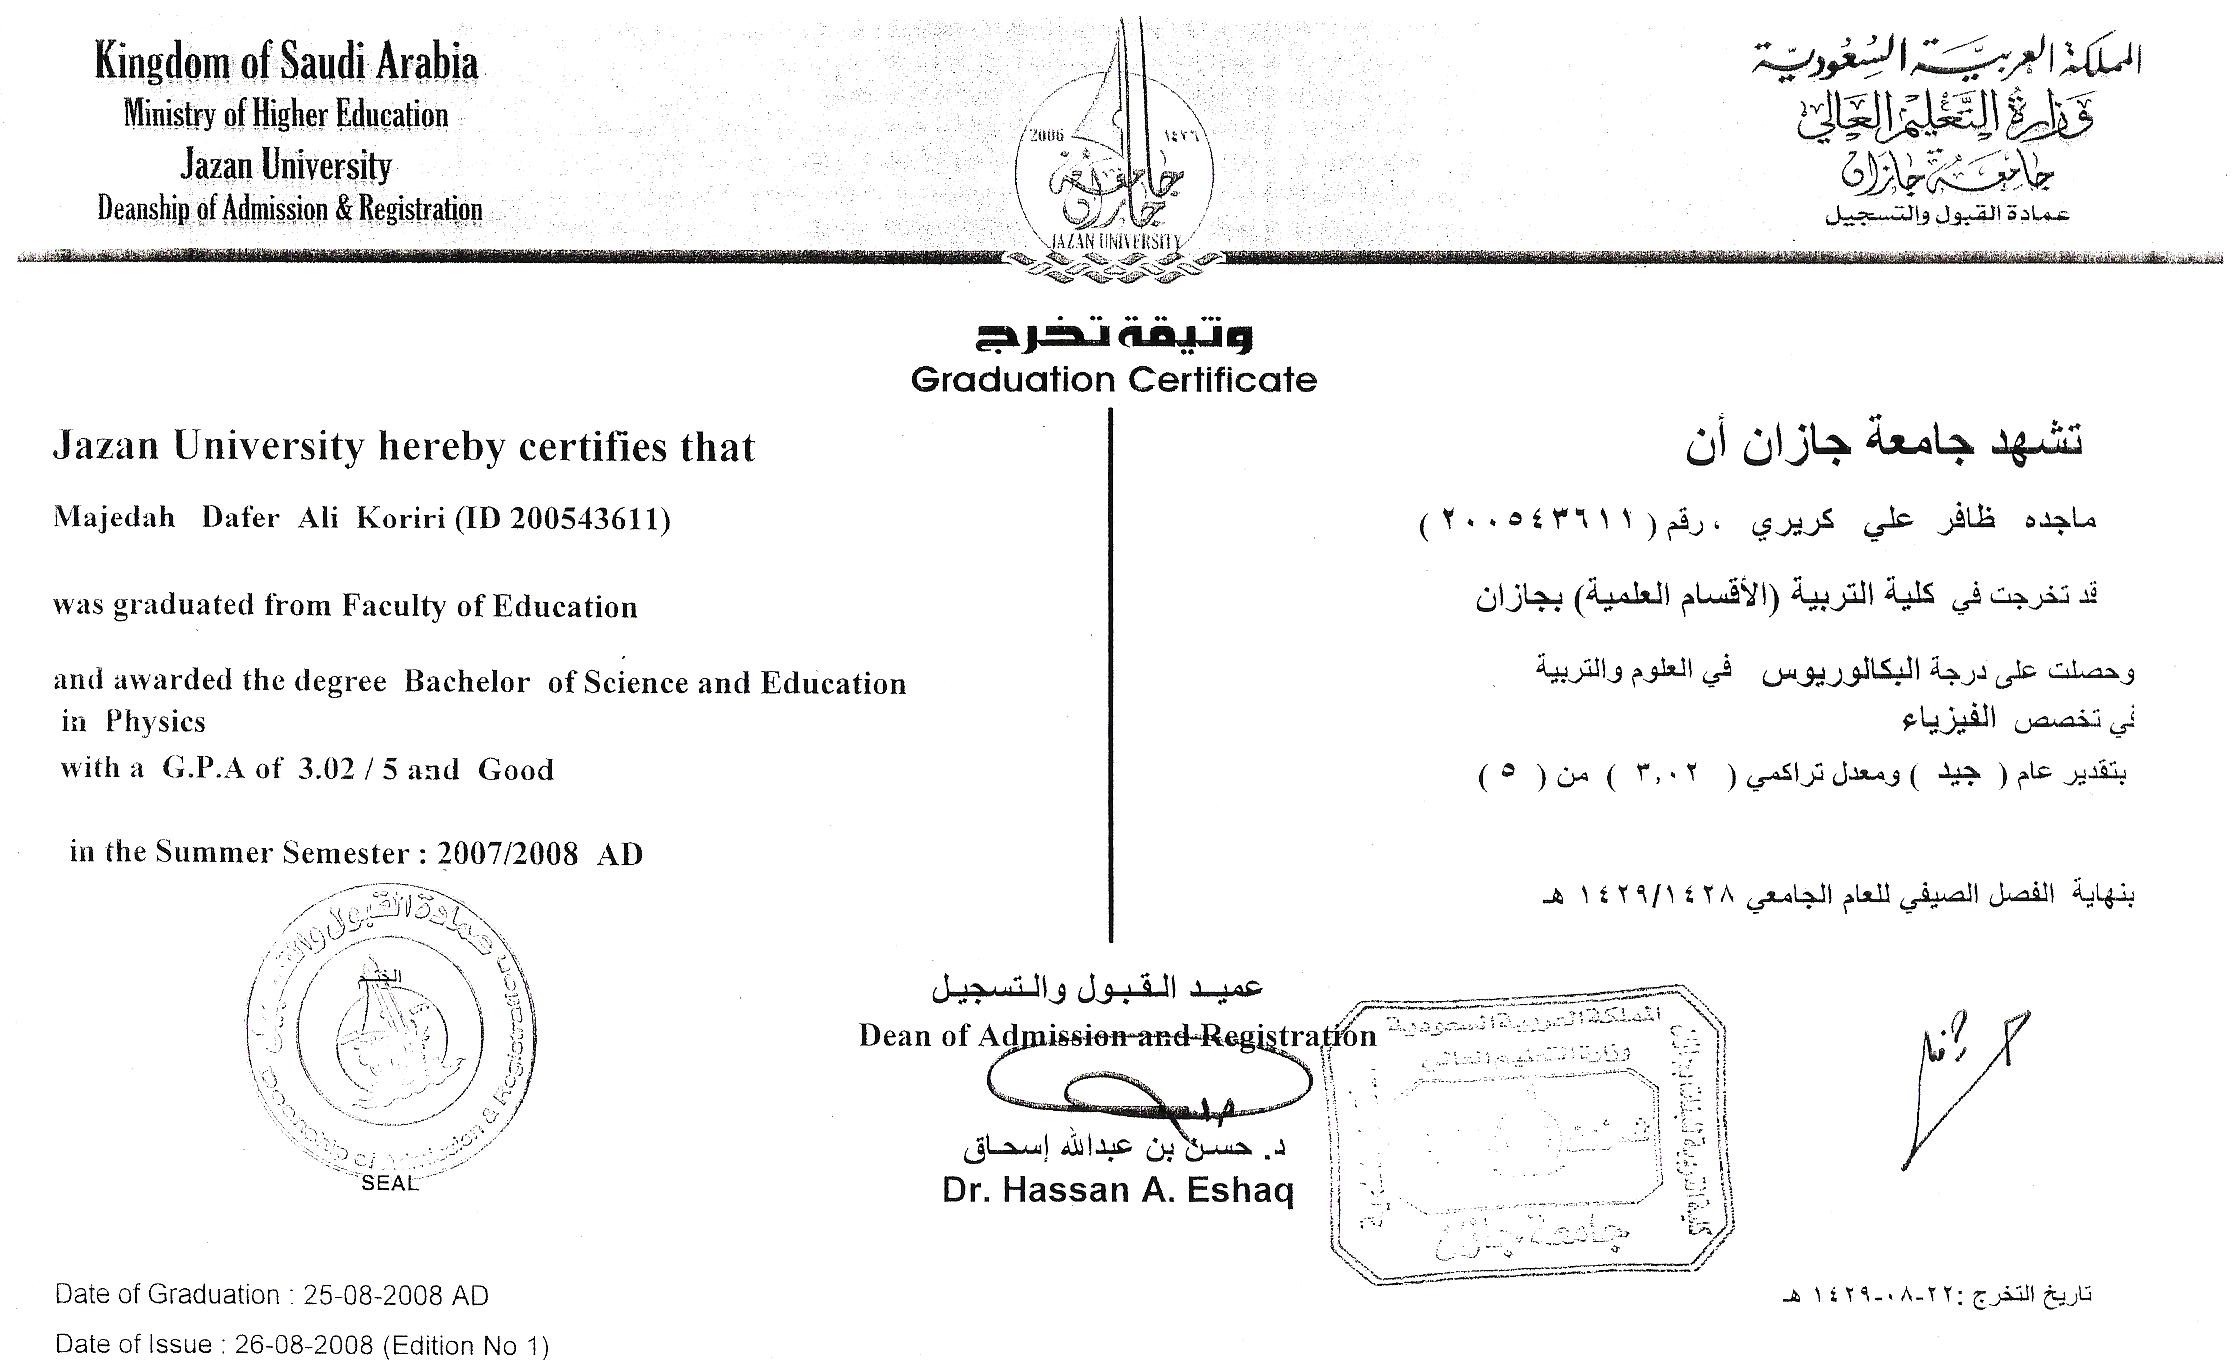 Kingdom of Saudi Arabia
Ministry of Higher Education
Jazan University
Deanship of Admission & Registration
2006 ١٤٢٦
جامعة
جازان
JAZAN UNIVERSITY
المملكة العربية السعودية
وزارة التعليم العالي
جامعة جازان
عمادة القبول والتسجيل
وثيقة تخرج
Graduation Certificate
Jazan University hereby certifies that
Majedah Dafer Ali Koriri (ID 200543611)
was graduated from Faculty of Education
and awarded the degree Bachelor of Science and Education
in Physics
with a G.P.A of 3.02 / 5 and Good
in the Summer Semester : 2007/2008 AD
تشهد جامعة جازان أن
ماجده ظافر علي كريري ، رقم ( ٢٠٠٥٤٣٦١١ )
قد تخرجت في كلية التربية (الأقسام العلمية) بجازان
وحصلت على درجة البكالوريوس في العلوم والتربية
في تخصص الفيزياء
بتقدير عام ( جيد ) ومعدل تراكمي ( ٣,٠٢ ) من ( ٥ )
بنهاية الفصل الصيفي للعام الجامعي ١٤٢٩/١٤٢٨ هـ
عمادة القبول والتسجيل
الختم
Deanship of Admission & Registration
SEAL
عميد القبول والتسجيل
Dean of Admission and Registration
د. حسن بن عبدالله إسحاق
Dr. Hassan A. Eshaq
المملكة العربية السعودية
وزارة التعليم العالي
جامعة جازان
Date of Graduation : 25-08-2008 AD
Date of Issue : 26-08-2008 (Edition No 1)
تاريخ التخرج :٢٢-٠٨-١٤٢٩ هـ